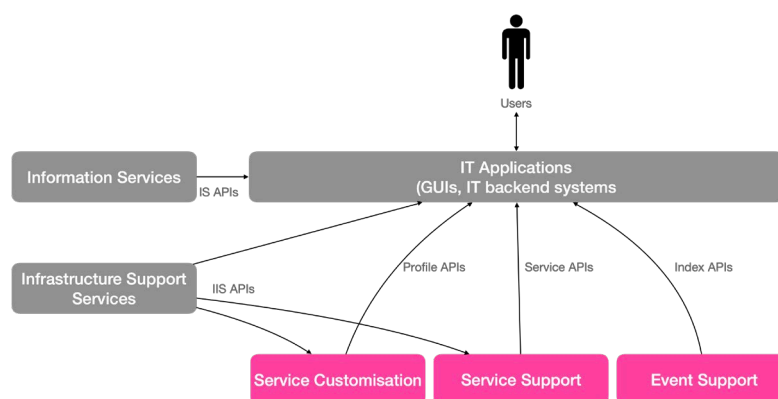 Users
IT Applications
(GUIs, IT backend systems
Information Services
IS APIs
Infrastructure Support
Services
IIS APIs
Profile APIs
Service APIs
Index APIs
Service Customisation
Service Support
Event Support